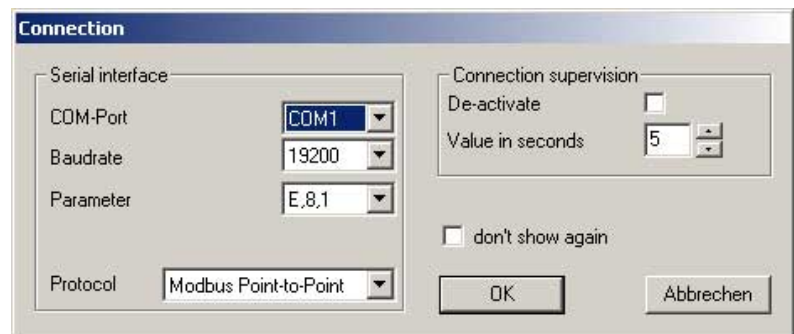 Connection
Serial interface
COM-Port
COM1
Baudrate
19200
Parameter
E,8,1
Protocol
Modbus Point-to-Point
Connection supervision
De-activate
Value in seconds
5
don't show again
OK
Abbrechen